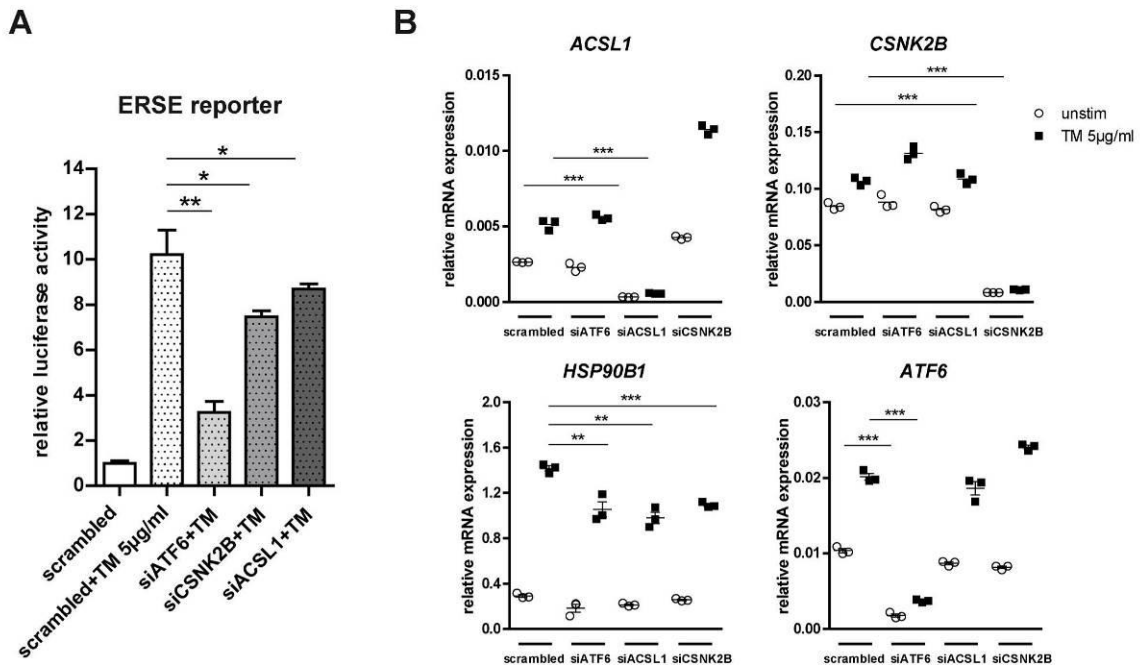 A
ERSE reporter
relative luciferase activity
14
12
10
8
6
4
2
0
*
*
**
scrambled
scrambled+TM 5µg/ml
siATF6+TM
siCSNK2B+TM
siACSL1+TM
B
ACSL1
relative mRNA expression
0.015
0.010
0.005
0.000
***
***
scrambled siATF6 siACSL1 siCSNK2B
CSNK2B
relative mRNA expression
0.20
0.15
0.10
0.05
0.00
***
***
scrambled siATF6 siACSL1 siCSNK2B
unstim
TM 5µg/ml
HSP90B1
relative mRNA expression
2.0
1.6
1.2
0.8
0.4
0.0
***
**
**
scrambled siATF6 siACSL1 siCSNK2B
ATF6
relative mRNA expression
0.03
0.02
0.01
0.00
***
***
scrambled siATF6 siACSL1 siCSNK2B